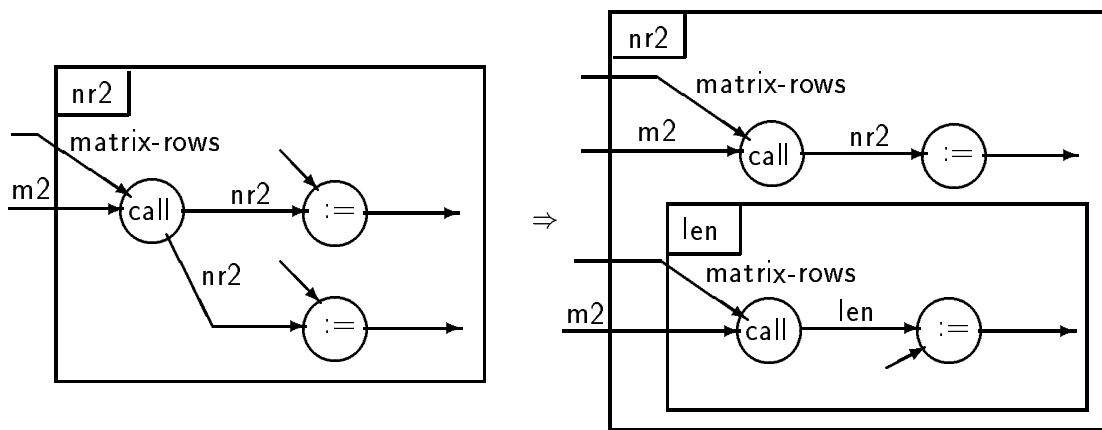 nr2
matrix-rows
m2
call
nr2
:=
nr2
:=
⇒
nr2
matrix-rows
m2
call
nr2
:=
len
matrix-rows
m2
call
len
:=